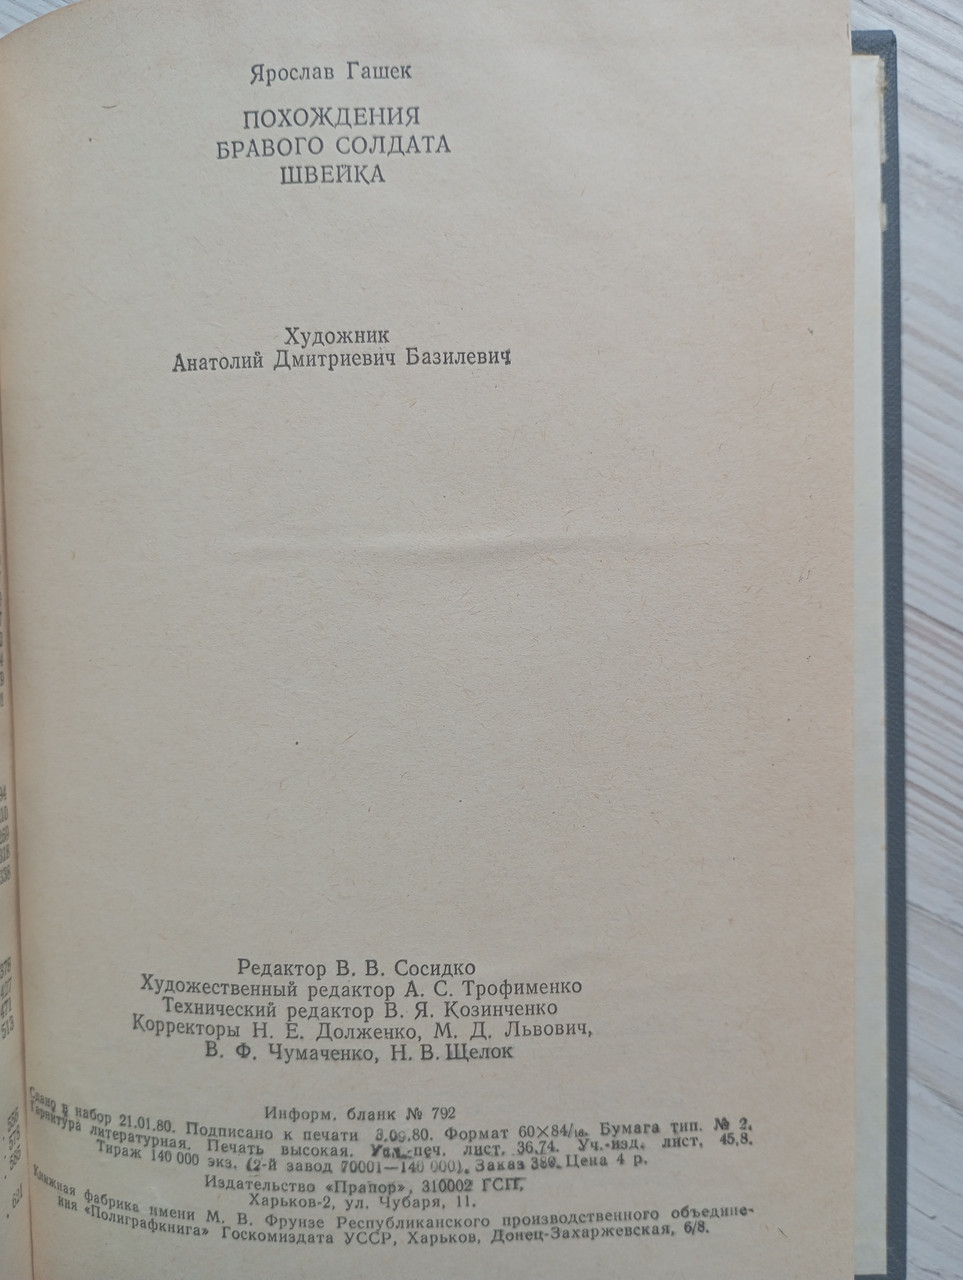 Ярослав Гашек
ПОХОЖДЕНИЯ
БРАВОГО СОЛДАТА
ШВЕЙКА
Художник
Анатолий Дмитриевич Базилевич
Редактор В. В. Сосидко
Художественный редактор А. С. Трофименко
Технический редактор В. Я. Козинченко
Корректоры Н. Е. Долженко, М. Д. Львович,
В. Ф. Чумаченко, Н. В. Щелок
Информ. бланк № 792
Сдано в набор 21.01.80. Подписано к печати Формат 60×84/16. Бумага тип. № 2.
Гарнитура литературная. Печать высокая. Усл.-печ. лист. 36,74. Уч.-изд. лист. 45,8.
Тираж 140 000 экз. (2-й завод 70001—140 000). Заказ Цена 4 р.
Издательство «Прапор», 310002 ГСП,
Харьков-2, ул. Чубаря, 11.
Книжная фабрика имени М. В. Фрунзе Республиканского производственного объедине-
ния «Полиграфкнига» Госкомиздата УССР, Харьков, Донец-Захаржевская, 6/8.